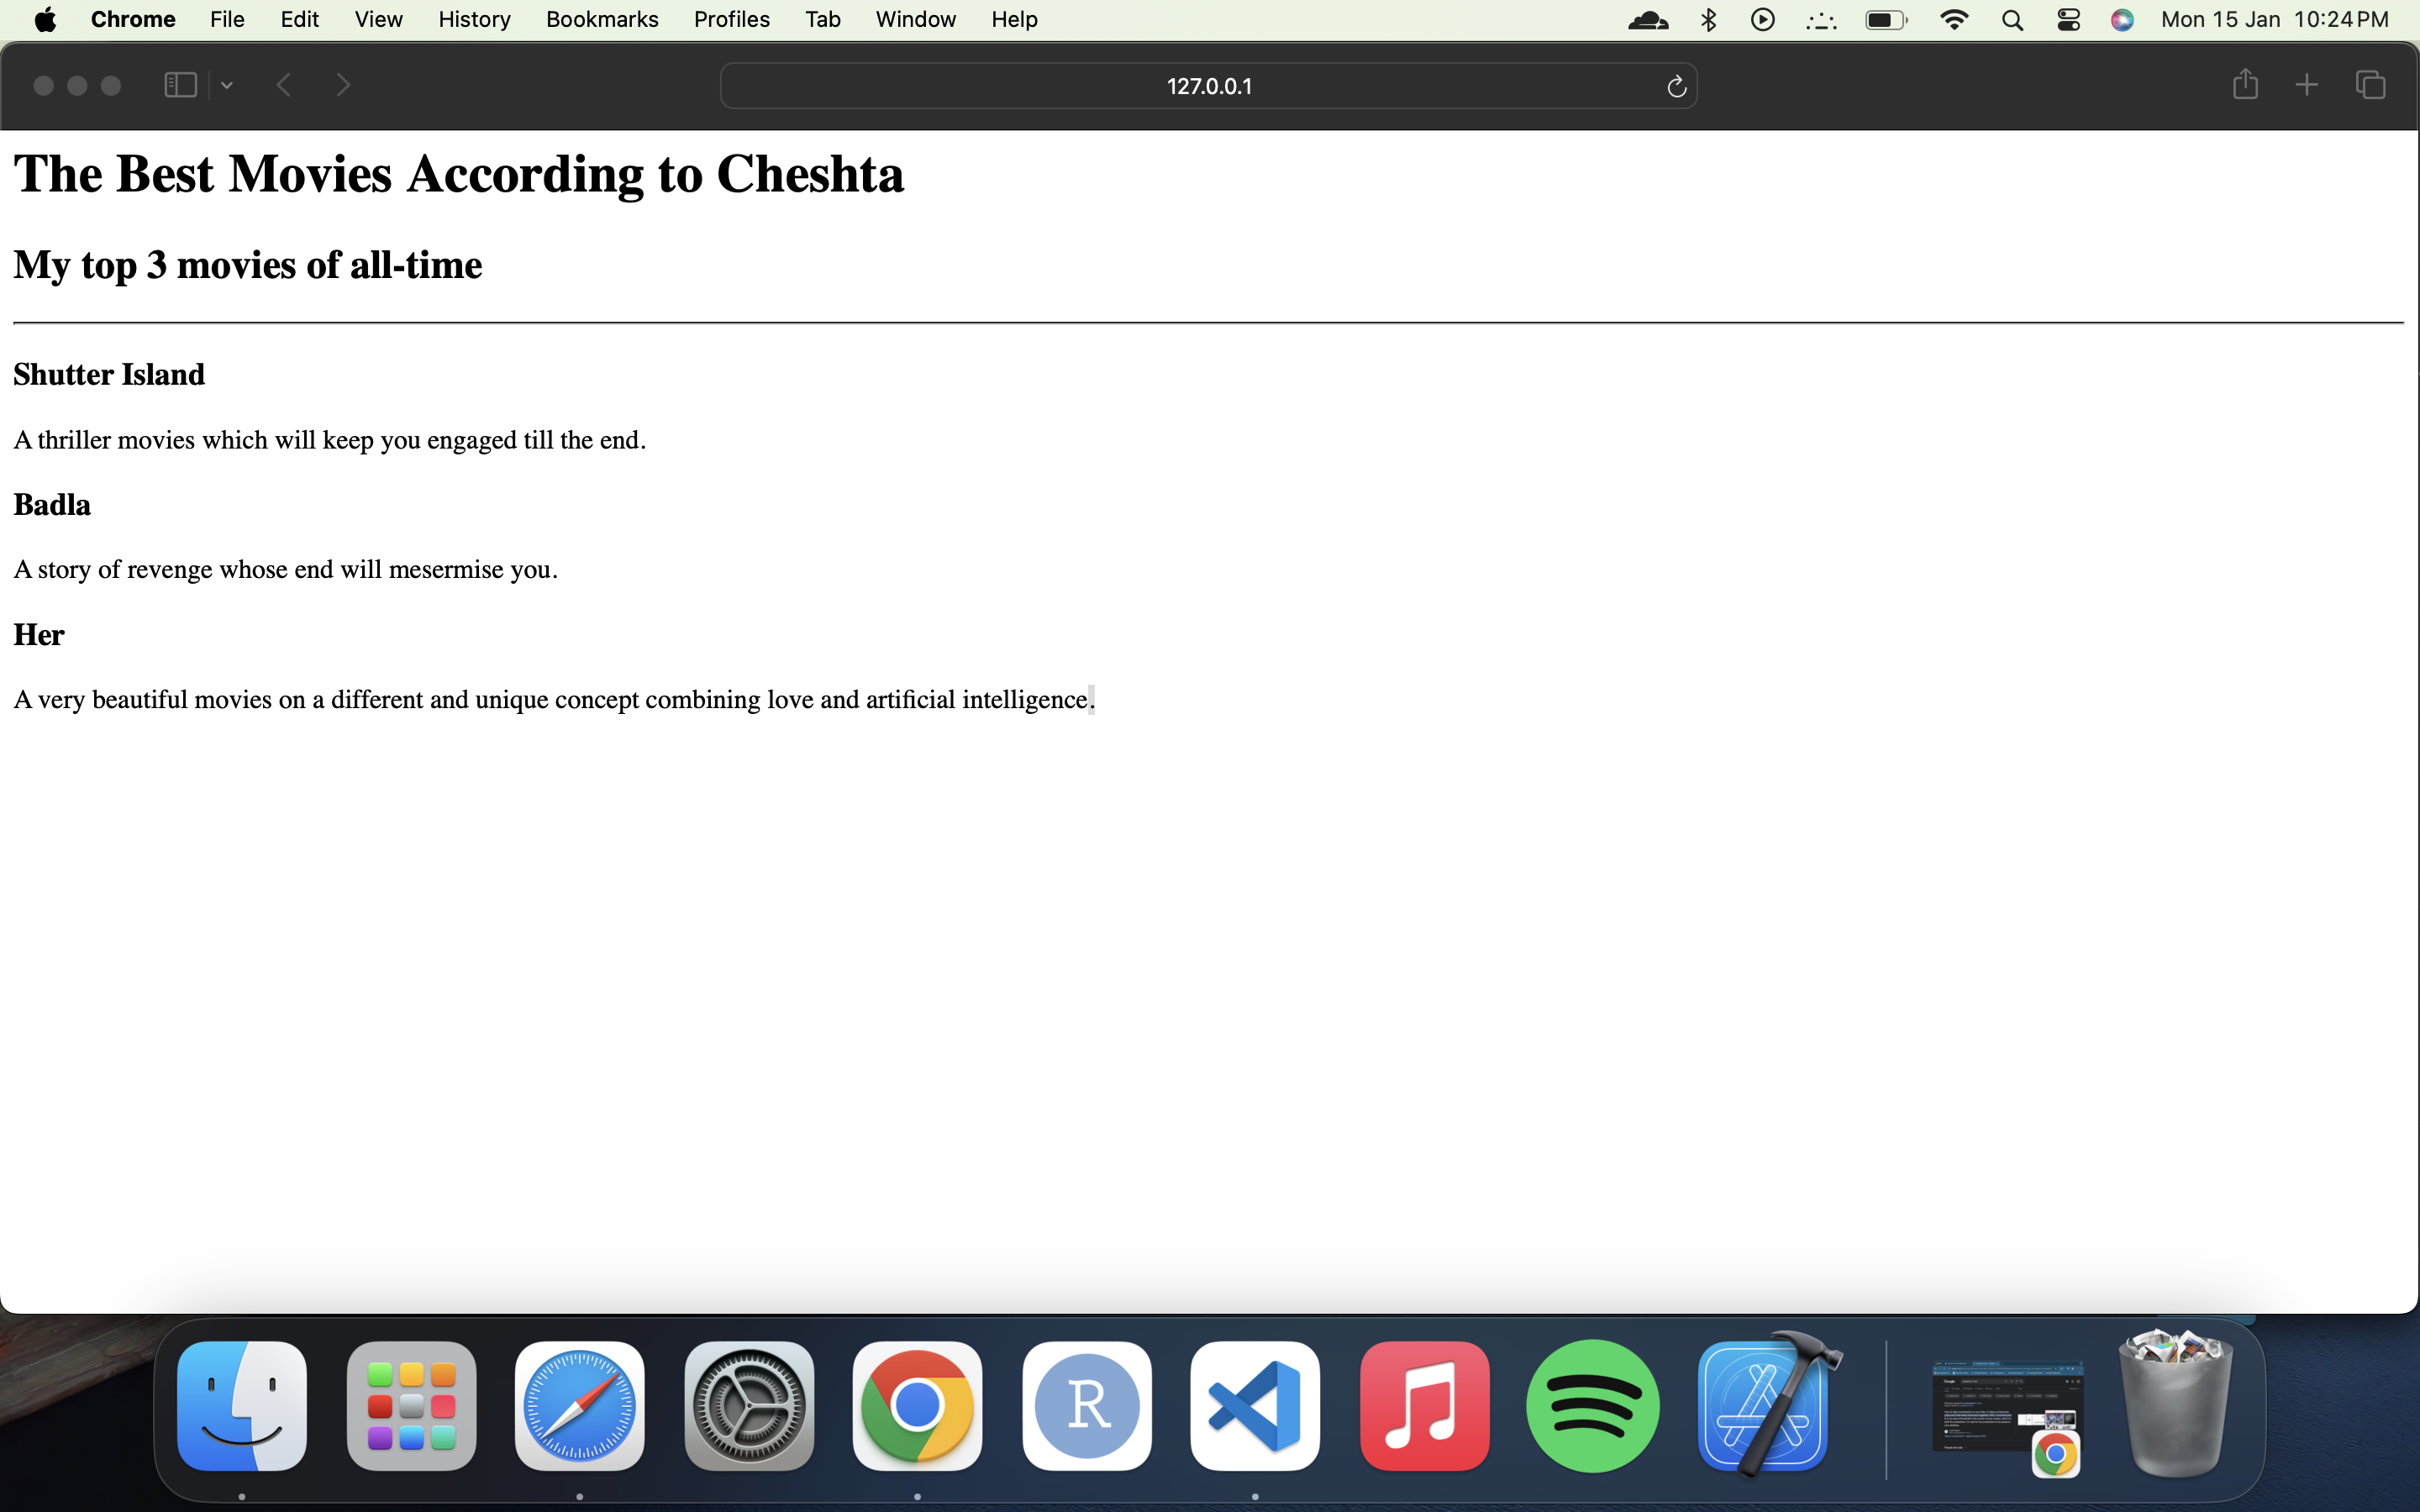 Chrome File Edit View History Bookmarks Profiles Tab Window Help Mon 15 Jan 10:24 PM
127.0.0.1
The Best Movies According to Cheshta
My top 3 movies of all-time
Shutter Island
A thriller movies which will keep you engaged till the end.
Badla
A story of revenge whose end will mesermise you.
Her
A very beautiful movies on a different and unique concept combining love and artificial intelligence.
R